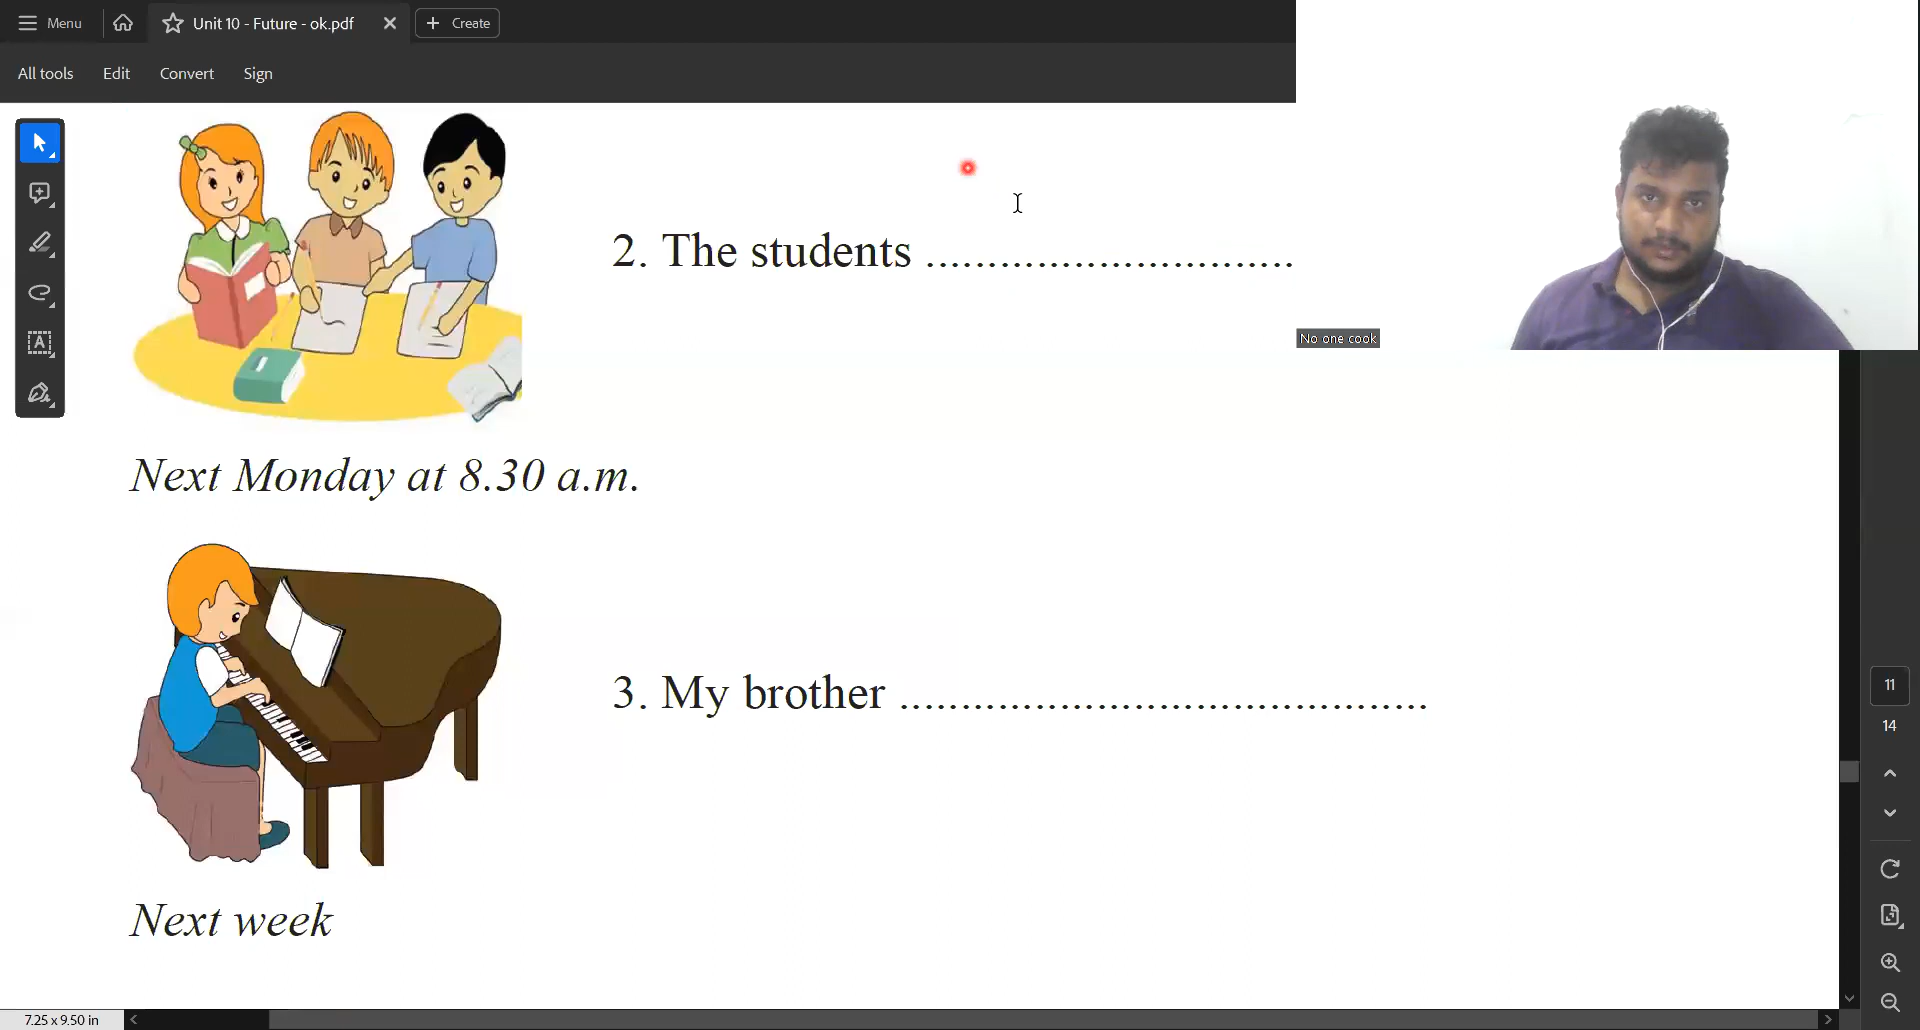 Menu
Unit 10 - Future - ok.pdf
Create
All tools Edit Convert Sign
2. The students ..............................
No one cook
Next Monday at 8.30 a.m.
3. My brother ...........................................
11
14
Next week
7.25 x 9.50 in